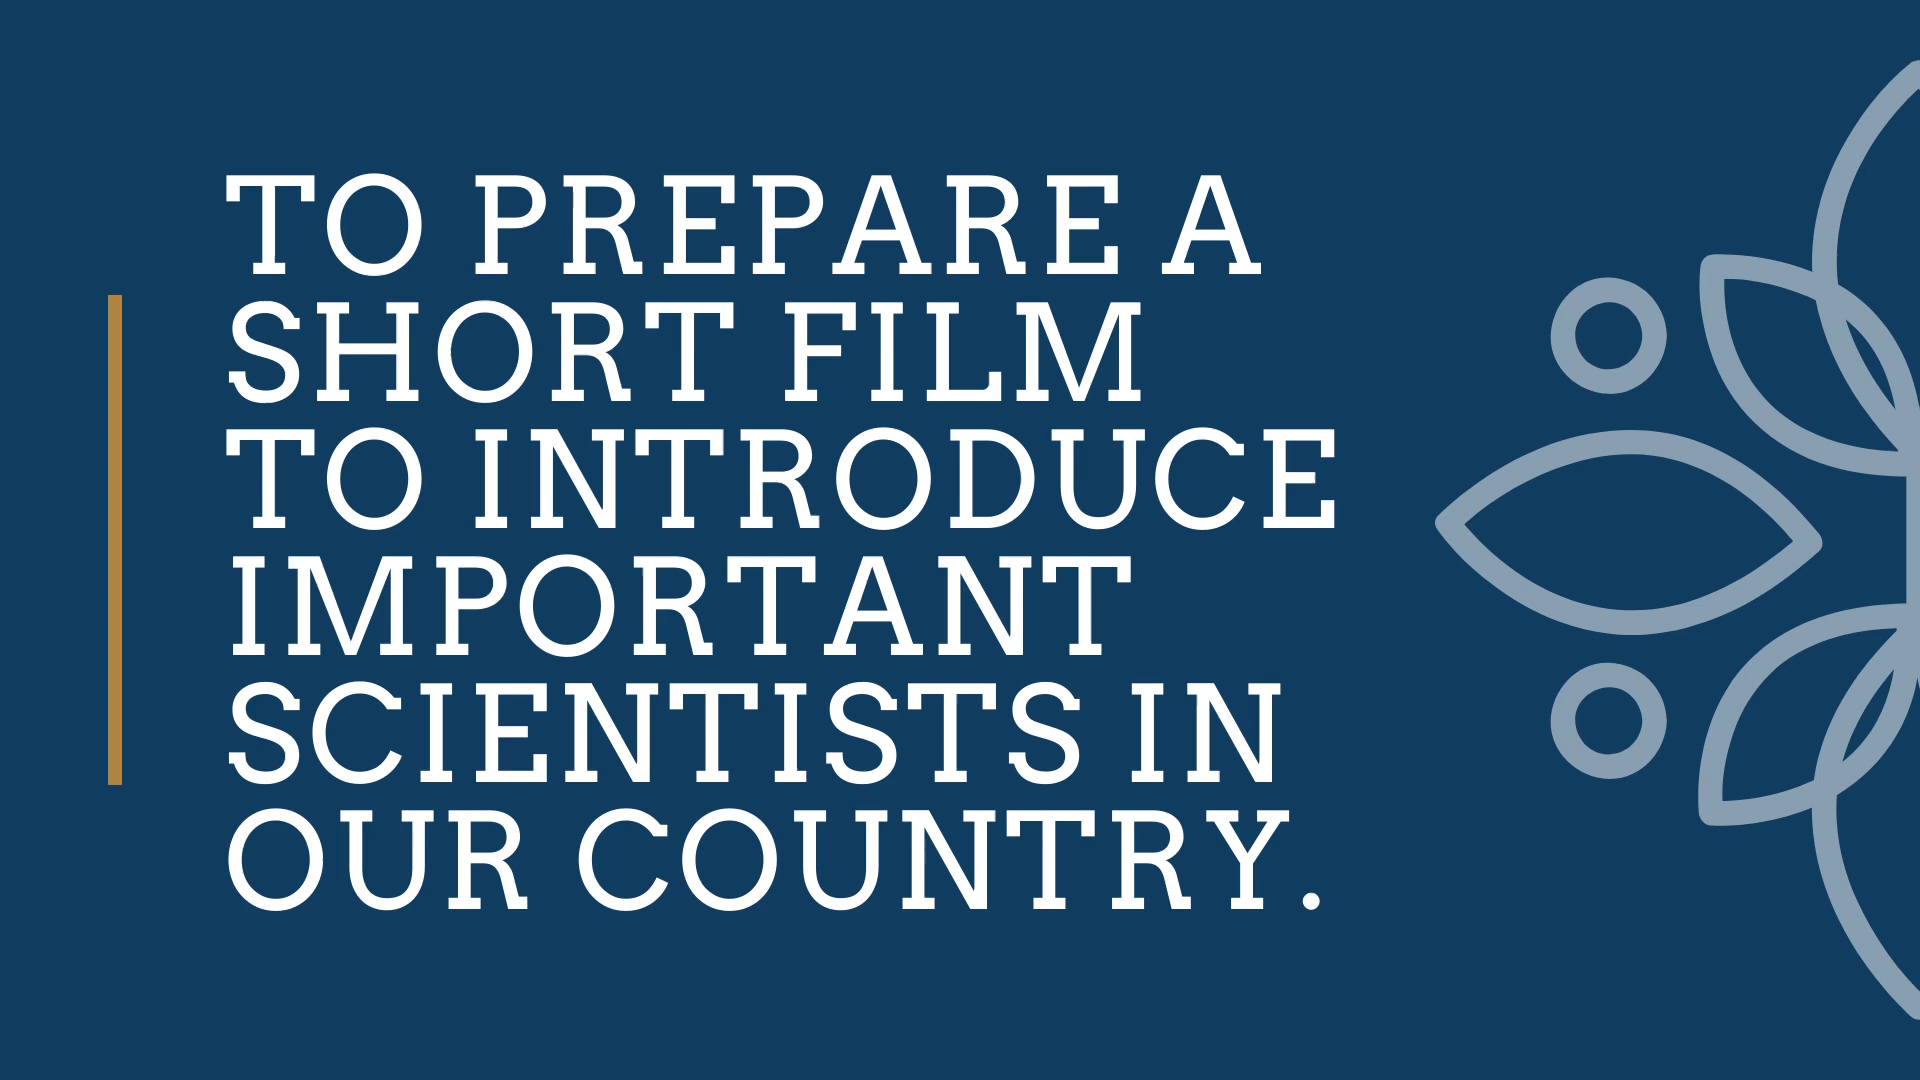 TO PREPARE A
SHORT FILM
TO INTRODUCE
IMPORTANT
SCIENTISTS IN
OUR COUNTRY.